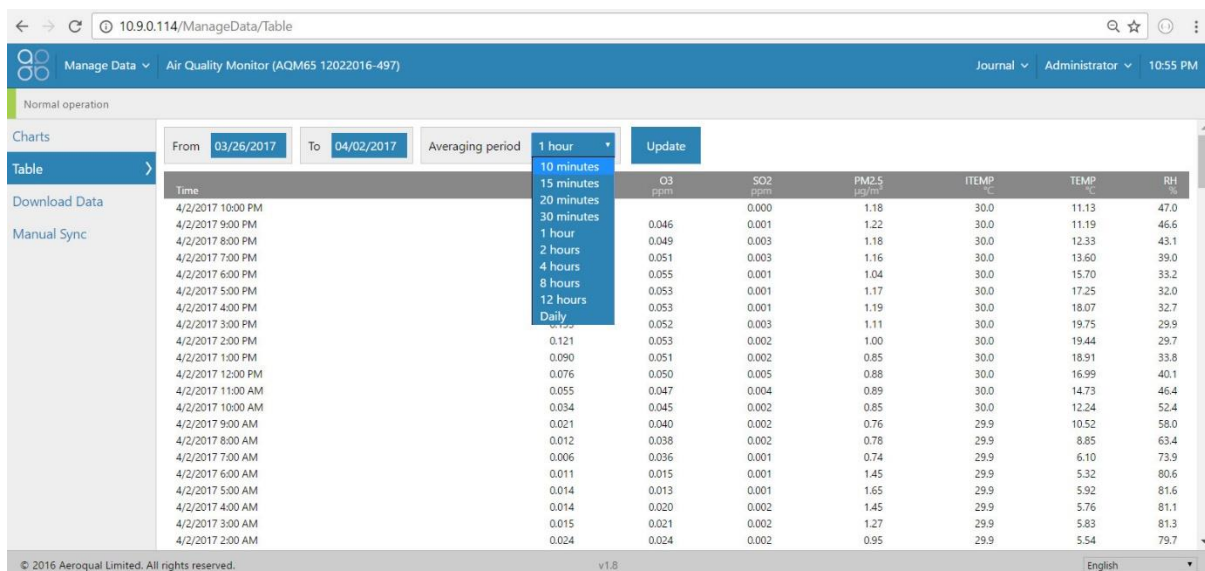 10.9.0.114/ManageData/Table
Manage Data Air Quality Monitor (AQM65 12022016-497) Journal Administrator 10:55 PM
Normal operation
Charts
Table
Download Data
Manual Sync
From 03/26/2017 To 04/02/2017 Averaging period 1 hour Update
10 minutes
15 minutes
20 minutes
30 minutes
1 hour
2 hours
4 hours
8 hours
12 hours
Daily
Time O3 SO2 PM2.5 ITEMP TEMP RH
ppm ppm µg/m³ °C °C %
4/2/2017 10:00 PM 0.000 1.18 30.0 11.13 47.0
4/2/2017 9:00 PM 0.046 0.001 1.22 30.0 11.19 46.6
4/2/2017 8:00 PM 0.049 0.003 1.18 30.0 12.33 43.1
4/2/2017 7:00 PM 0.051 0.003 1.16 30.0 13.60 39.0
4/2/2017 6:00 PM 0.055 0.001 1.04 30.0 15.70 33.2
4/2/2017 5:00 PM 0.053 0.001 1.17 30.0 17.25 32.0
4/2/2017 4:00 PM 0.053 0.001 1.19 30.0 18.07 32.7
4/2/2017 3:00 PM 0.052 0.003 1.11 30.0 19.75 29.9
4/2/2017 2:00 PM 0.121 0.053 0.002 1.00 30.0 19.44 29.7
4/2/2017 1:00 PM 0.090 0.051 0.002 0.85 30.0 18.91 33.8
4/2/2017 12:00 PM 0.076 0.050 0.005 0.88 30.0 16.99 40.1
4/2/2017 11:00 AM 0.055 0.047 0.004 0.89 30.0 14.73 46.4
4/2/2017 10:00 AM 0.034 0.045 0.002 0.85 30.0 12.24 52.4
4/2/2017 9:00 AM 0.021 0.040 0.002 0.76 29.9 10.52 58.0
4/2/2017 8:00 AM 0.012 0.038 0.002 0.78 29.9 8.85 63.4
4/2/2017 7:00 AM 0.006 0.036 0.001 0.74 29.9 6.10 73.9
4/2/2017 6:00 AM 0.011 0.015 0.001 1.45 29.9 5.32 80.6
4/2/2017 5:00 AM 0.014 0.013 0.001 1.65 29.9 5.92 81.6
4/2/2017 4:00 AM 0.014 0.020 0.002 1.45 29.9 5.76 81.1
4/2/2017 3:00 AM 0.015 0.021 0.002 1.27 29.9 5.83 81.3
4/2/2017 2:00 AM 0.024 0.024 0.002 0.95 29.9 5.54 79.7
© 2016 Aeroqual Limited. All rights reserved. v1.8 English